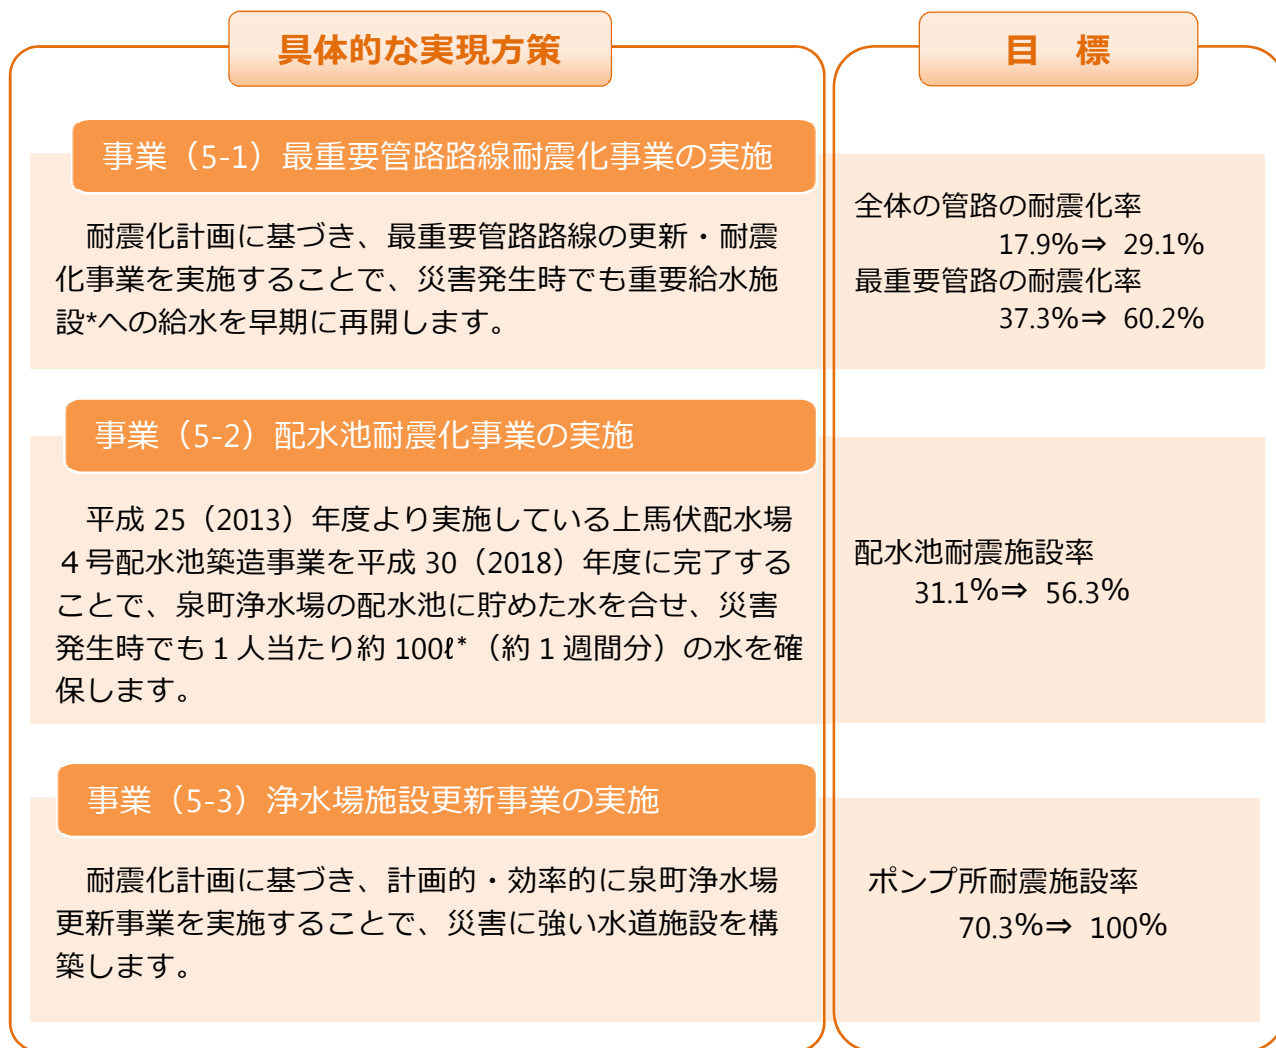 具体的な実現方策
目　標
事業（5-1）最重要管路路線耐震化事業の実施
耐震化計画に基づき、最重要管路路線の更新・耐震
化事業を実施することで、災害発生時でも重要給水施
設*への給水を早期に再開します。
全体の管路の耐震化率
17.9%⇒ 29.1%
最重要管路の耐震化率
37.3%⇒ 60.2%
事業（5-2）配水池耐震化事業の実施
平成 25（2013）年度より実施している上馬伏配水場
４号配水池築造事業を平成 30（2018）年度に完了する
ことで、泉町浄水場の配水池に貯めた水を合せ、災害
発生時でも１人当たり約 100ℓ*（約１週間分）の水を確
保します。
配水池耐震施設率
31.1%⇒ 56.3%
事業（5-3）浄水場施設更新事業の実施
耐震化計画に基づき、計画的・効率的に泉町浄水場
更新事業を実施することで、災害に強い水道施設を構
築します。
ポンプ所耐震施設率
70.3%⇒ 100%